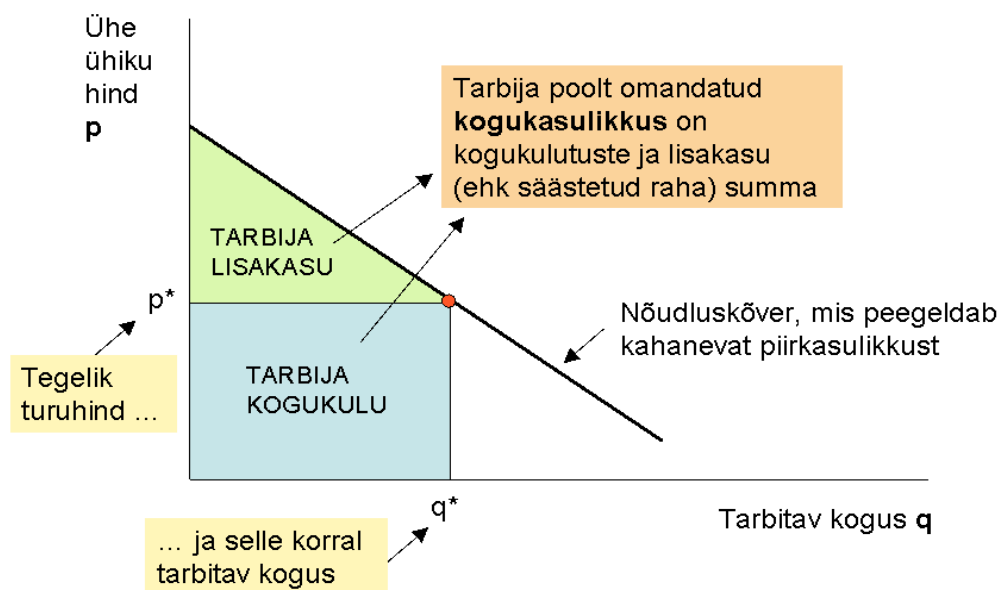 Ühe
ühiku
hind
p
Tarbija poolt omandatud
kogukasulikkus on
kogukulutuste ja lisakasu
(ehk säästetud raha) summa
TARBIJA
LISAKASU
p*
Nõudluskõver, mis peegeldab
kahanevat piirkasulikkust
Tegelik
turuhind …
TARBIJA
KOGUKULU
q*
Tarbitav kogus q
… ja selle korral
tarbitav kogus